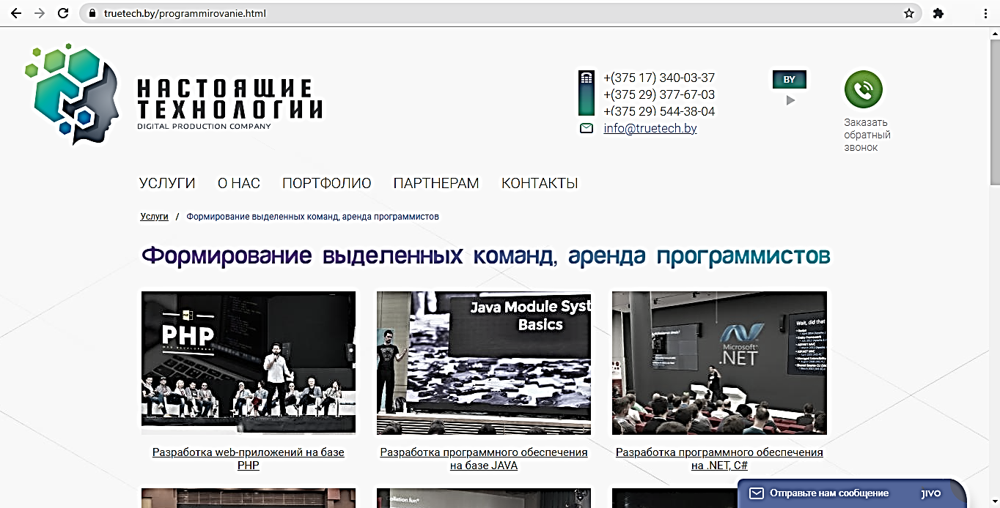 truetech.by/programmirovanie.html
НАСТОЯЩИЕ
ТЕХНОЛОГИИ
DIGITAL PRODUCTION COMPANY
+(375 17) 340-03-37
+(375 29) 377-67-03
+(375 29) 544-38-04
info@truetech.by
BY
Заказать
обратный
звонок
УСЛУГИ О НАС ПОРТФОЛИО ПАРТНЕРАМ КОНТАКТЫ
Услуги / Формирование выделенных команд, аренда программистов
Формирование выделенных команд, аренда программистов
PHP
WEB DEVELOPMENT
Java Module Syst
Basics
Microsoft
.NET
Wait, did that
Разработка web-приложений на базе
PHP
Разработка программного обеспечения
на базе JAVA
Разработка программного обеспечения
на .NET, C#
ollation fun*
Отправьте нам сообщение JIVO